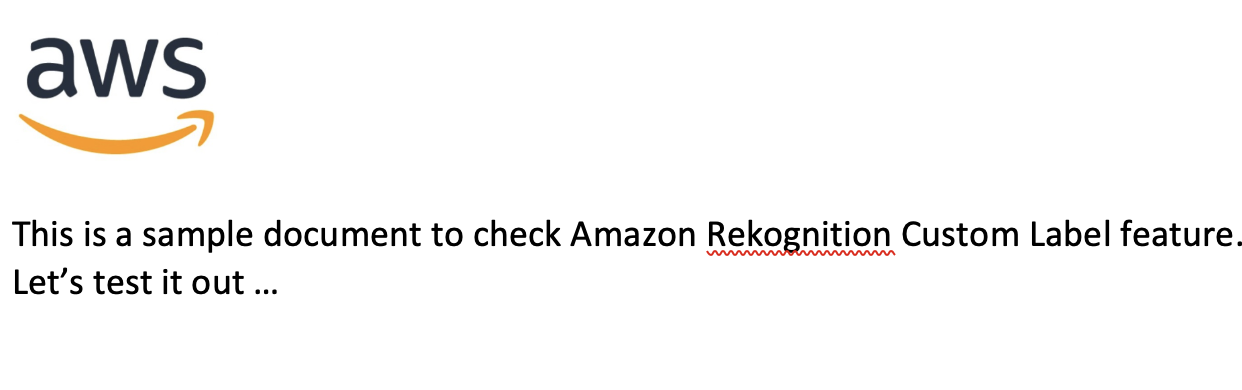 aws
This is a sample document to check Amazon Rekognition Custom Label feature.
Let’s test it out ...